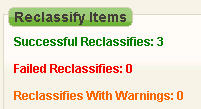 Reclassify Items
Successful Reclassifies: 3
Failed Reclassifies: 0
Reclassifies With Warnings: 0